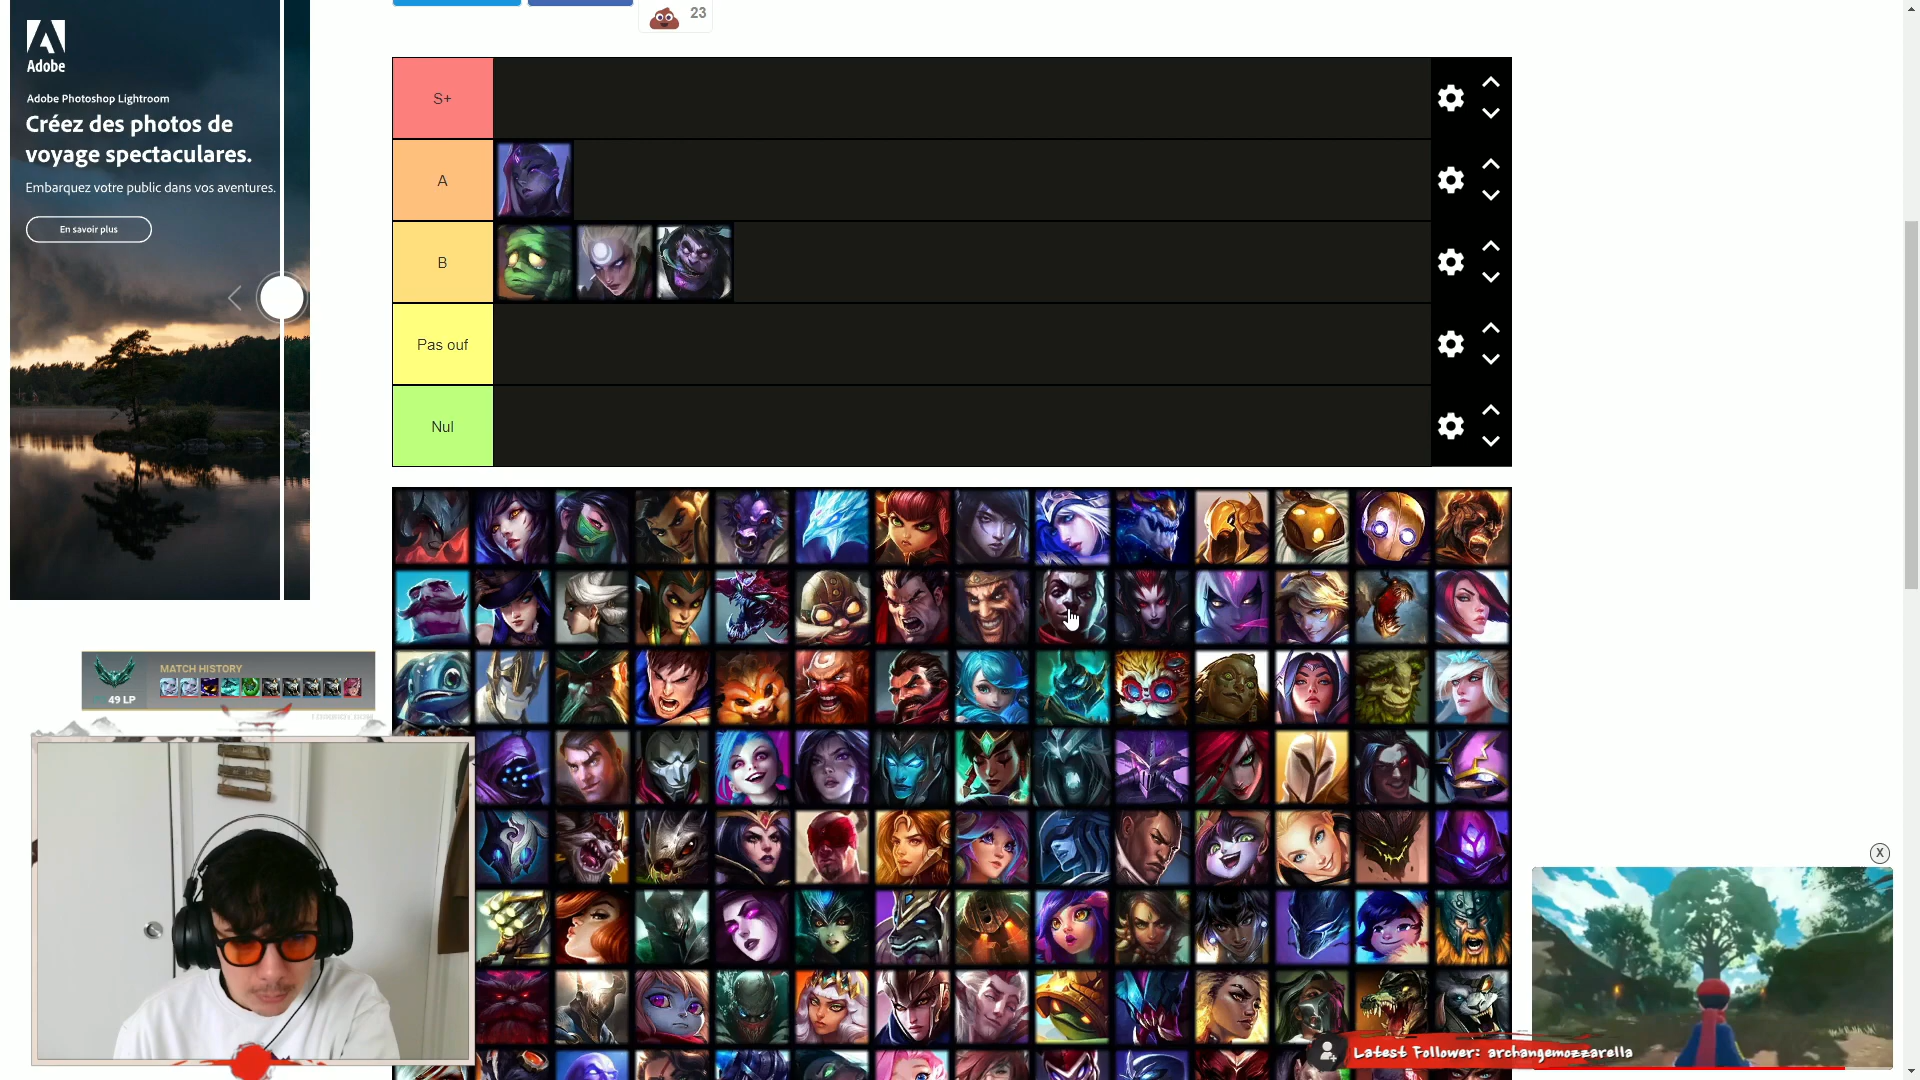 23
Adobe
Adobe Photoshop Lightroom
Créez des photos de
voyage spectaculares.
Embarquez votre public dans vos aventures.
En savoir plus
S+
A
B
Pas ouf
Nul
MATCH HISTORY
49 LP
X
Latest Follower: archangemozzarella